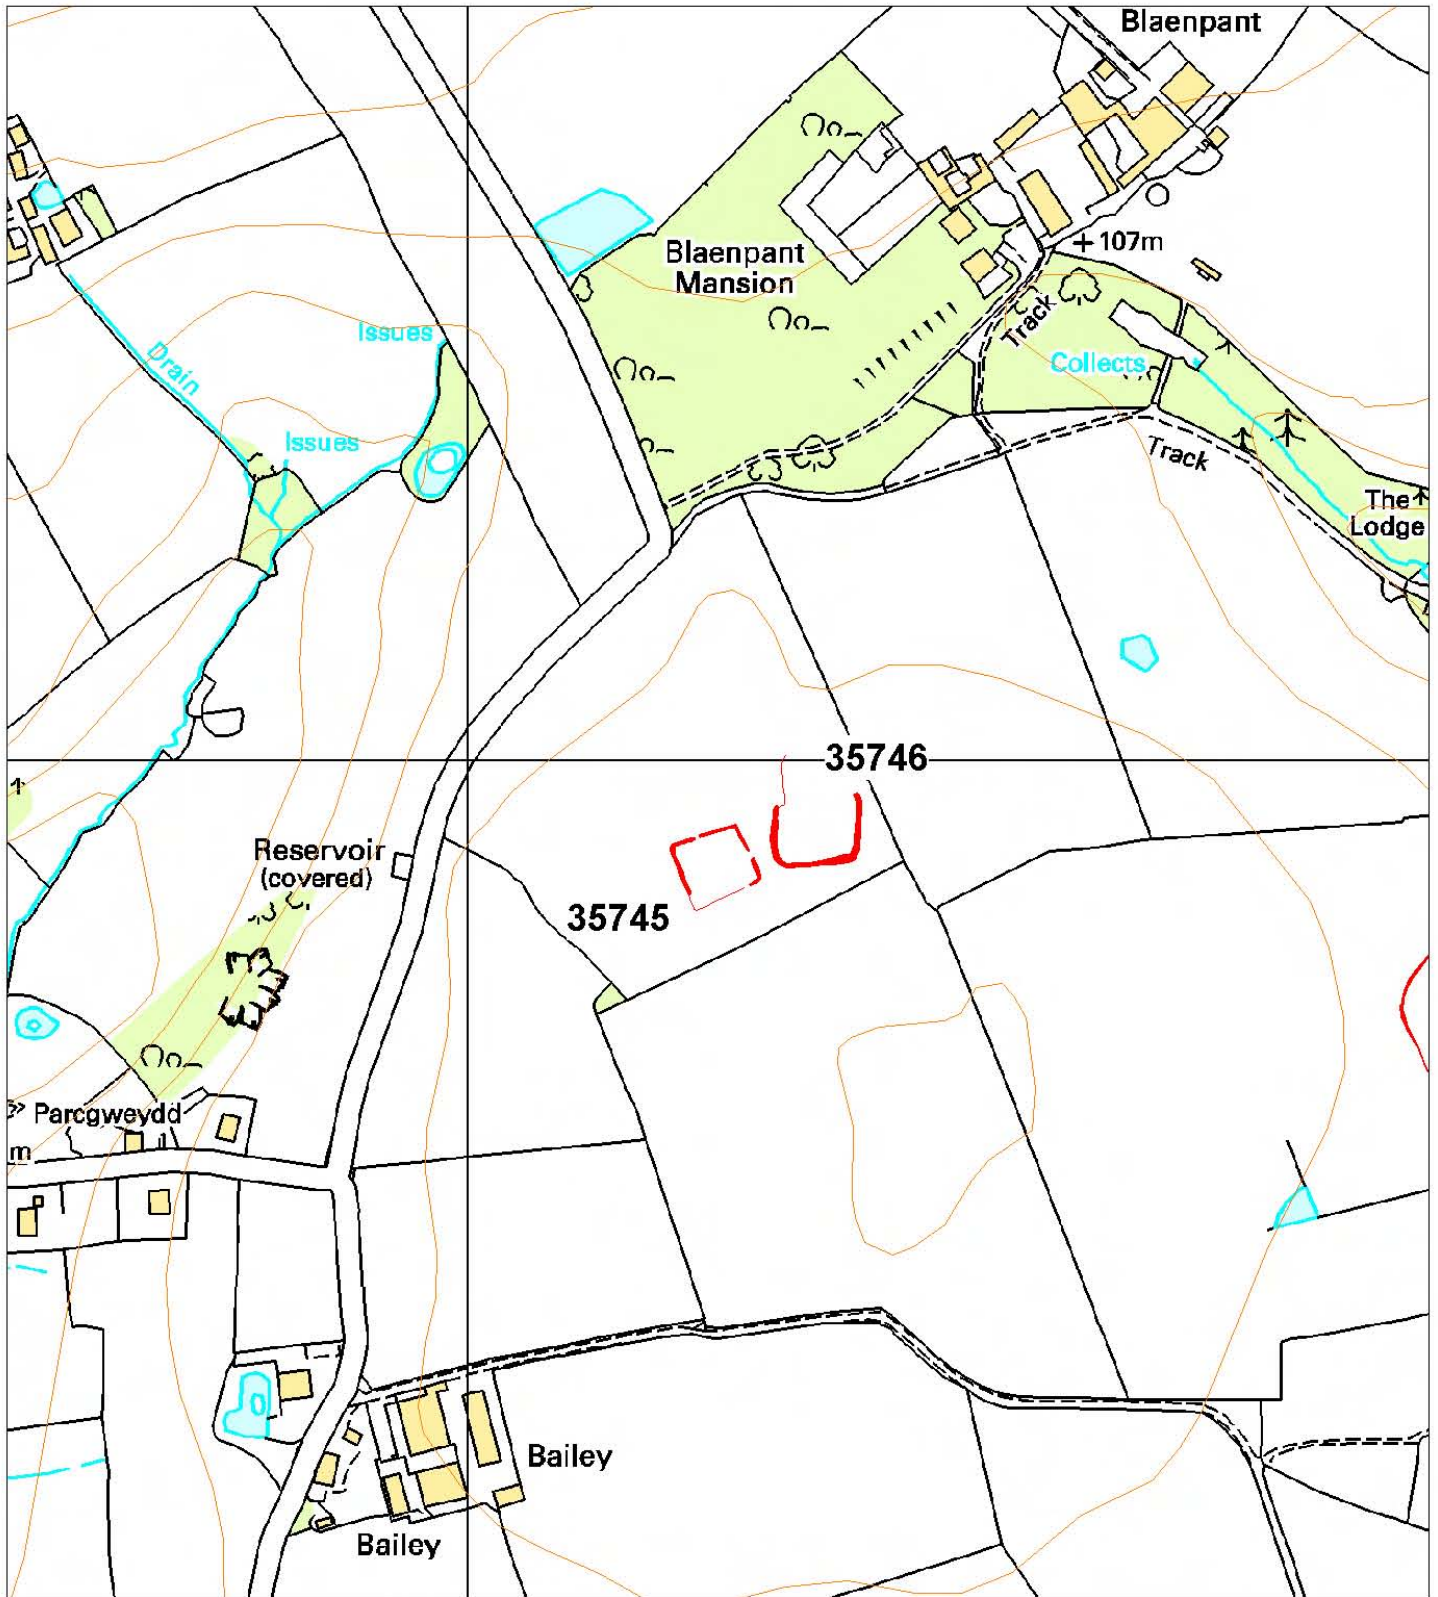 Blaenpant
Blaenpant
Mansion
107m
Track
Issues
Drain
Collects
Issues
Track
The
Lodge
35746
Reservoir
(covered)
35745
Parcgweydd
m
Bailey
Bailey